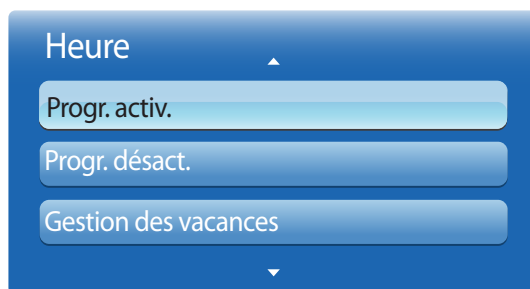 Heure
Progr. activ.
Progr. désact.
Gestion des vacances